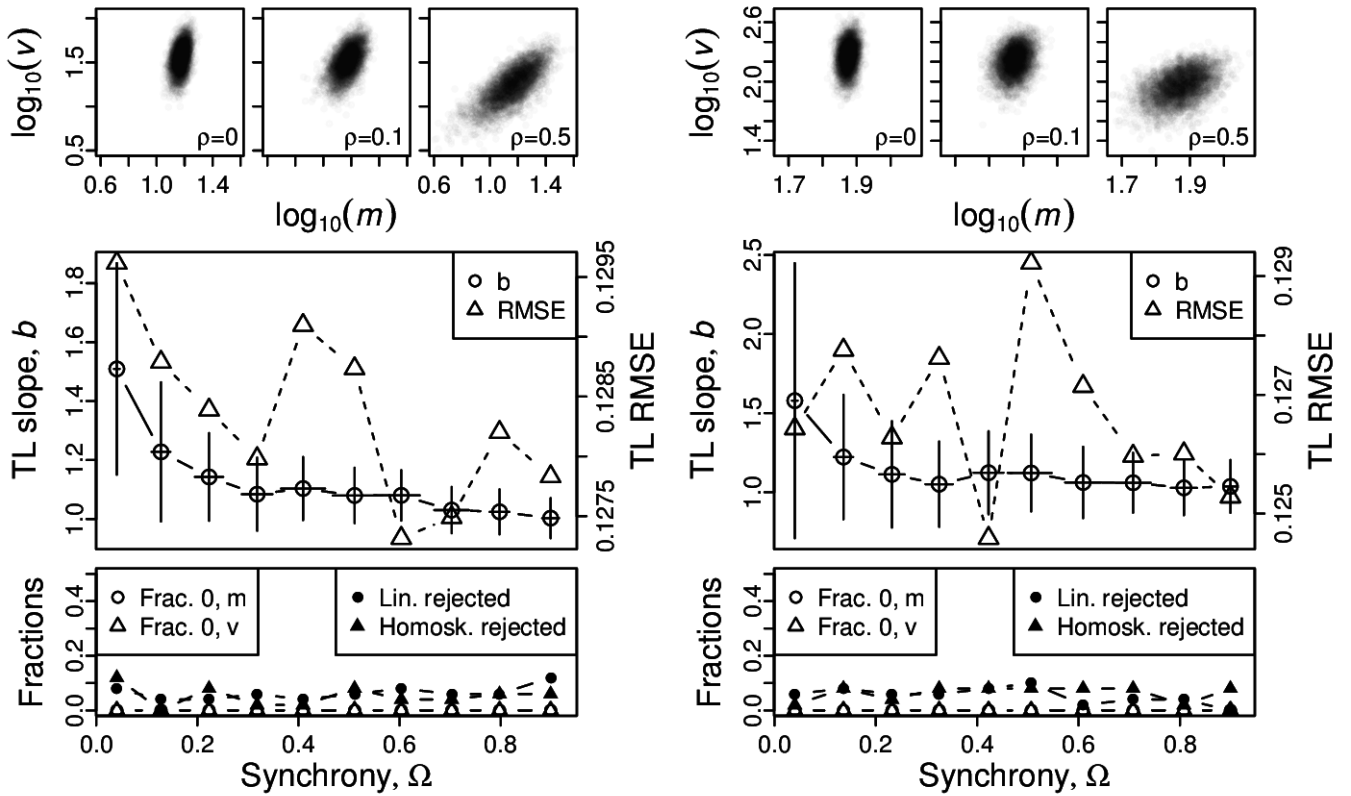 log₁₀(v)
0.5 1.5
ρ=0
ρ=0.1
ρ=0.5
0.6 1.0 1.4
0.6 1.0 1.4
log₁₀(m)
TL slope, b
1.0 1.2 1.4 1.6 1.8
b
RMSE
0.1275 0.1285 0.1295
TL RMSE
Fractions
0.0 0.2 0.4
Frac. 0, m
Frac. 0, v
Lin. rejected
Homosk. rejected
0.0 0.2 0.4 0.6 0.8
Synchrony, Ω
log₁₀(v)
1.4 2.0 2.6
ρ=0
ρ=0.1
ρ=0.5
1.7 1.9
1.7 1.9
log₁₀(m)
TL slope, b
1.0 1.5 2.0 2.5
b
RMSE
0.125 0.127 0.129
TL RMSE
Fractions
0.0 0.2 0.4
Frac. 0, m
Frac. 0, v
Lin. rejected
Homosk. rejected
0.0 0.2 0.4 0.6 0.8
Synchrony, Ω